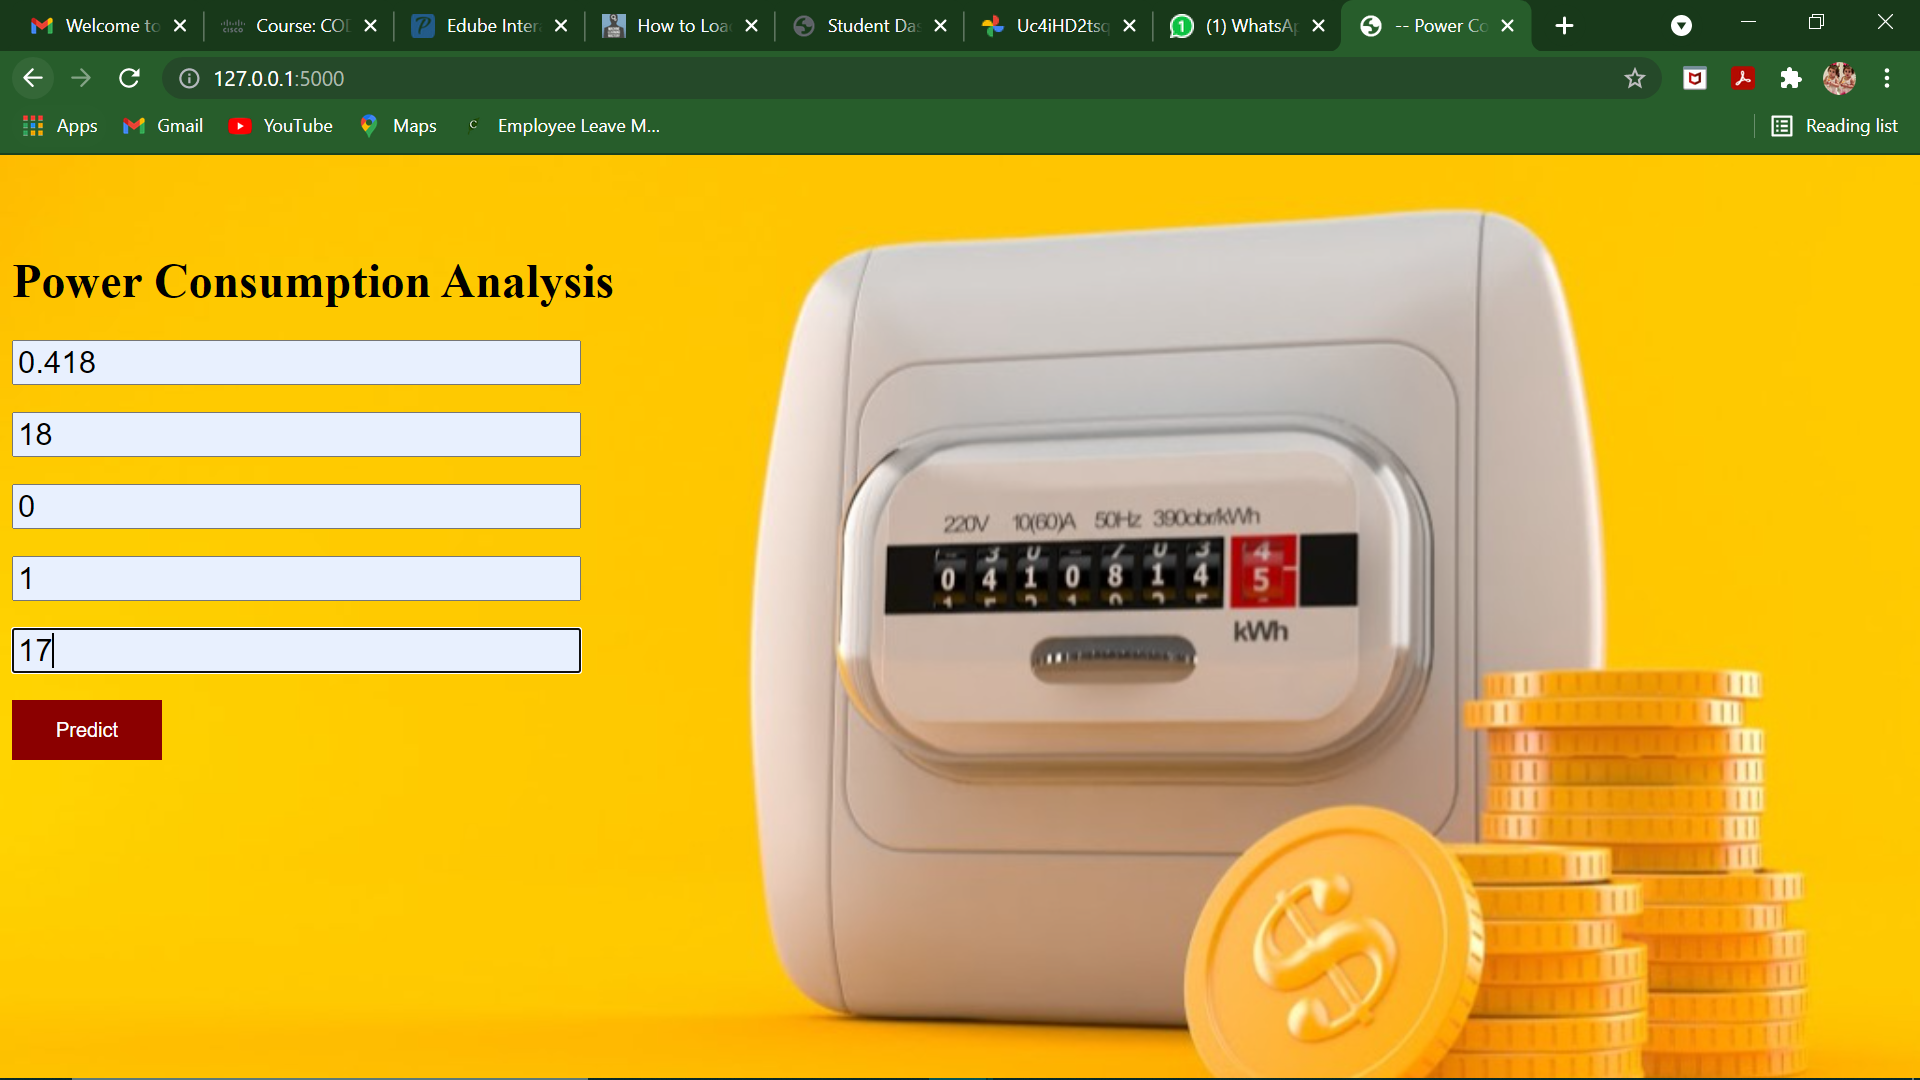 Welcome to
Course: CO
Edube Inter
How to Loa
Student Das
Uc4iHD2tsq
(1) WhatsAp
-- Power Co
127.0.0.1:5000
Apps
Gmail
YouTube
Maps
Employee Leave M...
Reading list
Power Consumption Analysis
0.418
18
0
1
17
Predict
220V 10(60)A 50Hz 390obr/kWh
0 4 1 0 8 1 4 5
kWh